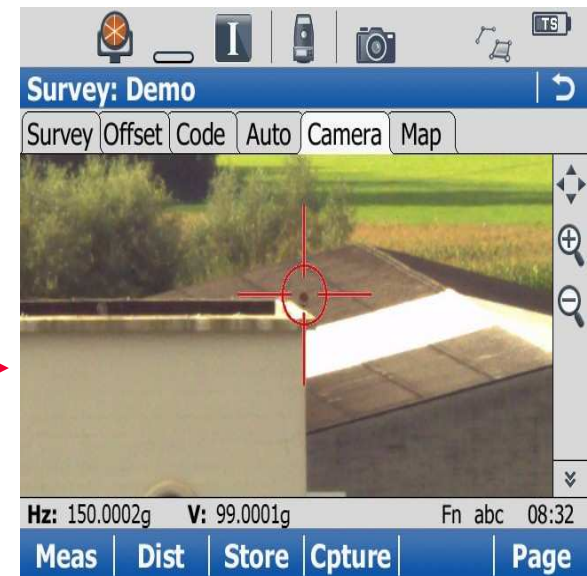 I TS
Survey: Demo
Survey Offset Code Auto Camera Map
Hz: 150.0002g V: 99.0001g Fn abc 08:32
Meas Dist Store Cpture Page